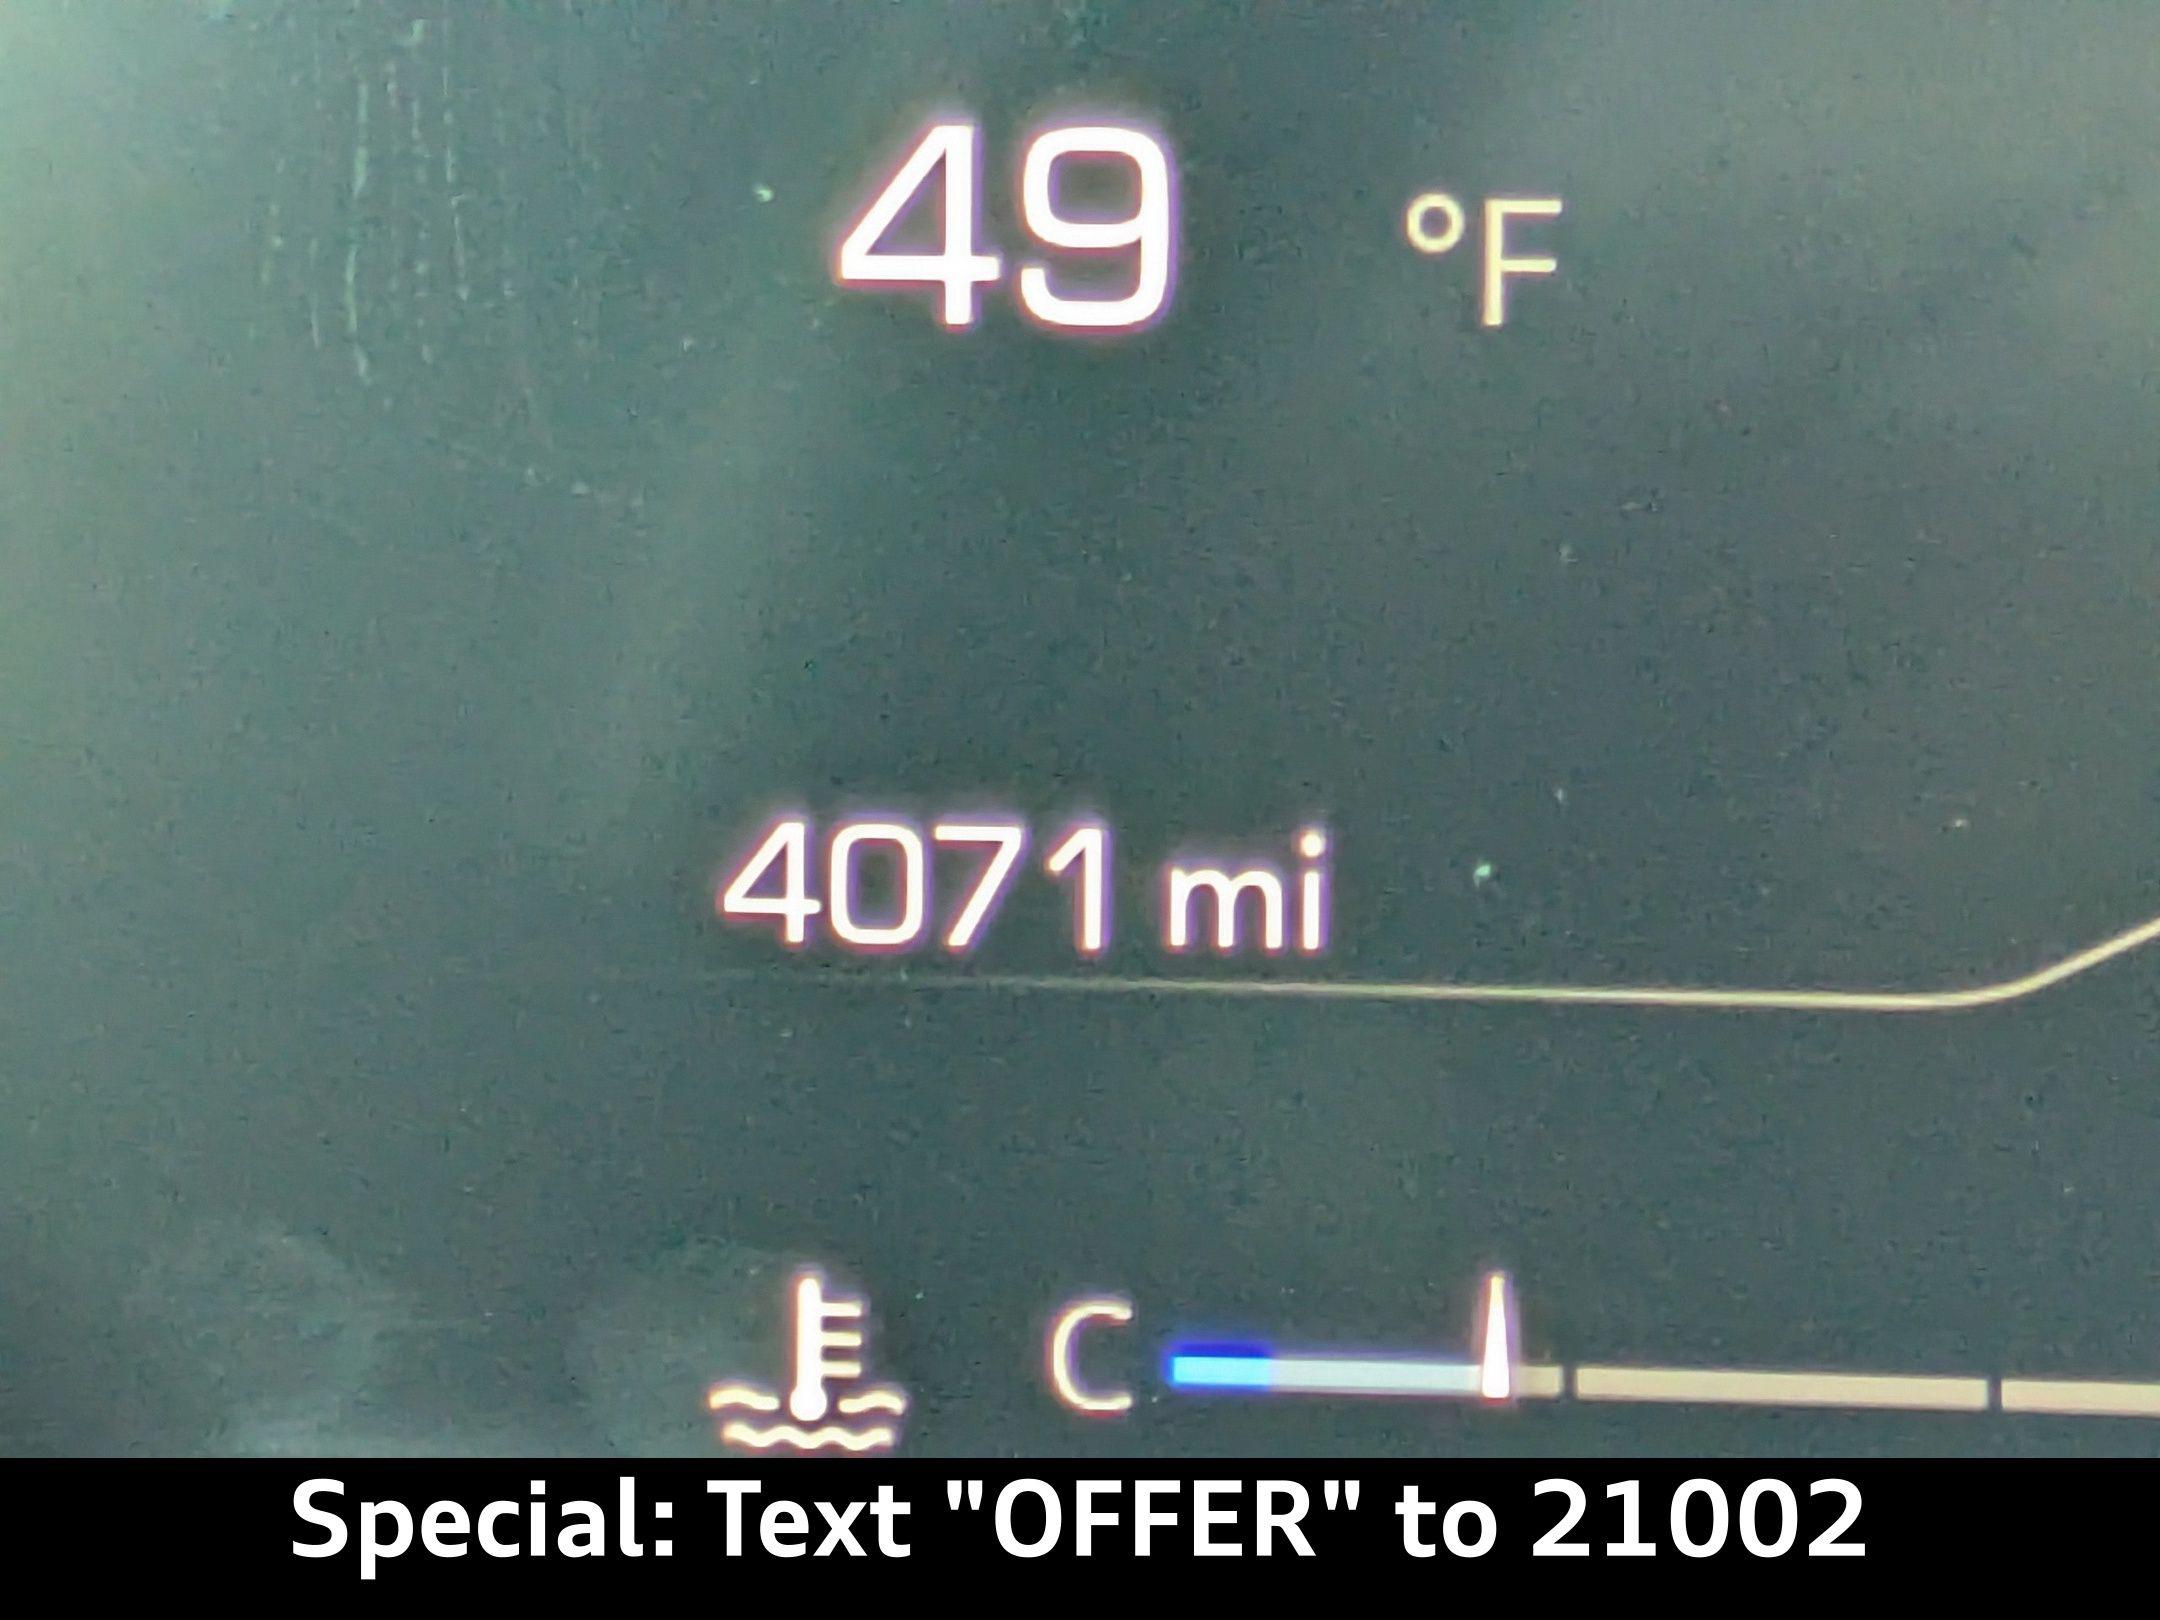 49 °F
4071 mi
C
Special: Text "OFFER" to 21002